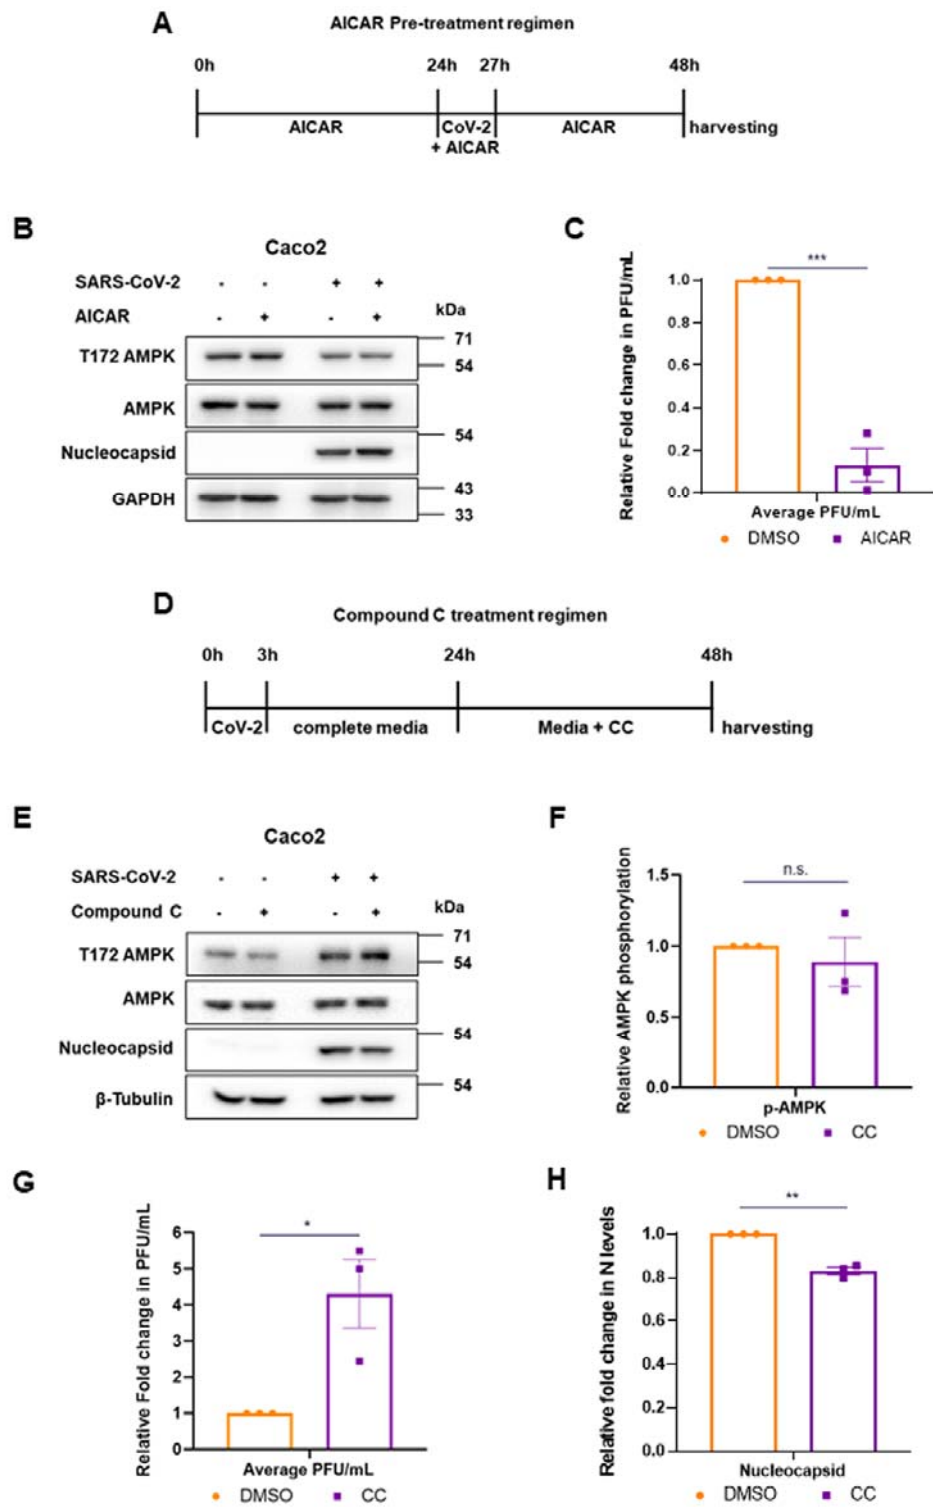 A
AICAR Pre-treatment regimen
0h 24h 27h 48h
AICAR CoV-2 AICAR harvesting
+ AICAR
B
Caco2
SARS-CoV-2 - - + +
AICAR - + - + kDa
T172 AMPK 71
54
AMPK
Nucleocapsid 54
GAPDH 43
33
C
***
Relative Fold change in PFU/mL
1.0
0.8
0.6
0.4
0.2
0.0
Average PFU/mL
DMSO AICAR
D
Compound C treatment regimen
0h 3h 24h 48h
CoV-2 complete media Media + CC harvesting
E
Caco2
SARS-CoV-2 - - + +
Compound C - + - + kDa
T172 AMPK 71
54
AMPK
Nucleocapsid 54
β-Tubulin 54
F
n.s.
Relative AMPK phosphorylation
1.5
1.0
0.5
0.0
p-AMPK
DMSO CC
G
*
Relative Fold change in PFU/mL
6
5
4
3
2
1
0
Average PFU/mL
DMSO CC
H
**
Relative fold change in N levels
1.0
0.8
0.6
0.4
0.2
0.0
Nucleocapsid
DMSO CC